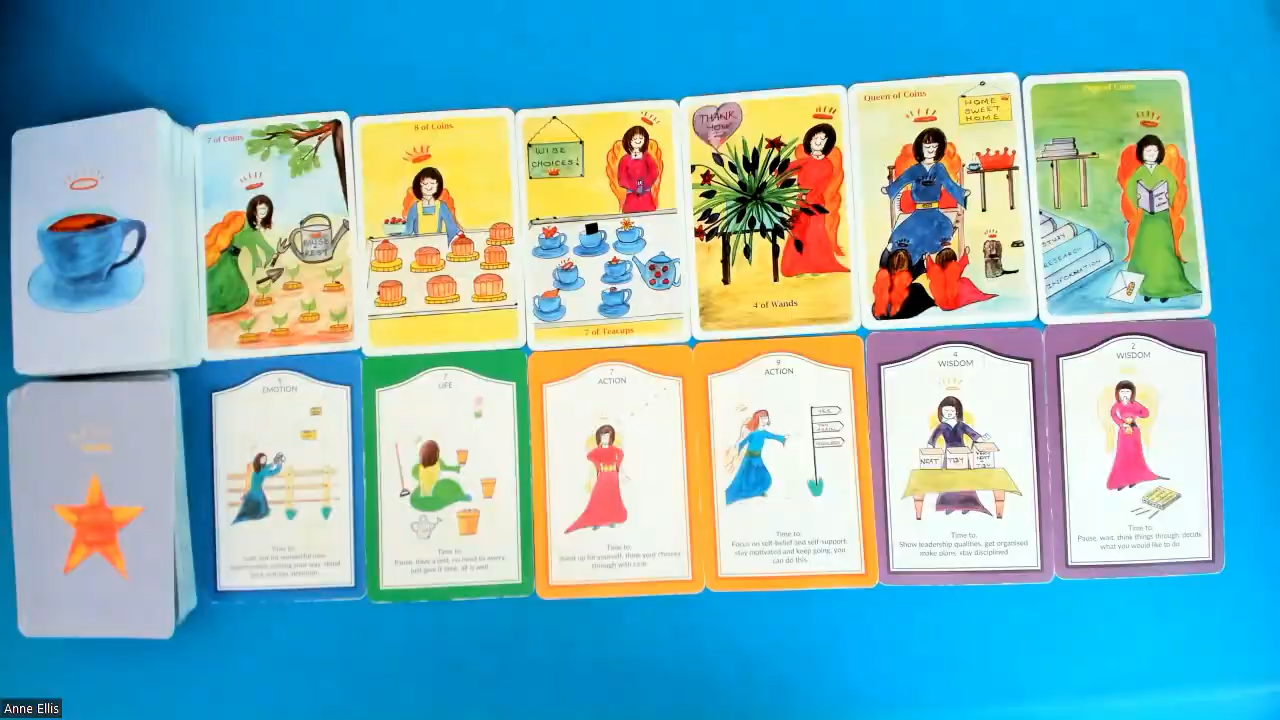 7 of Coins
PAUSE
REST
8 of Coins
WISE
CHOICES!
7 of Teacups
THANK
4 of Wands
Queen of Coins
HOME
SWEET
HOME
Page of Coins
STUDY
RESEARCH
INFORMATION
EMOTION
Time to:
LIFE
Time to:
Pause, have a rest, no need to worry,
just give it time, all is well
7
ACTION
Time to:
Stand up for yourself, think your choices
through with care
9
ACTION
Time to:
Focus on self-belief and self-support,
stay motivated and keep going, you
can do this
4
WISDOM
NEXT
TIDY
VERY
NEXT
TIDY
Time to:
Show leadership qualities, get organised
make plans, stay disciplined
2
WISDOM
Time to:
Pause, wait, think things through, decide
what you would like to do
Anne Ellis